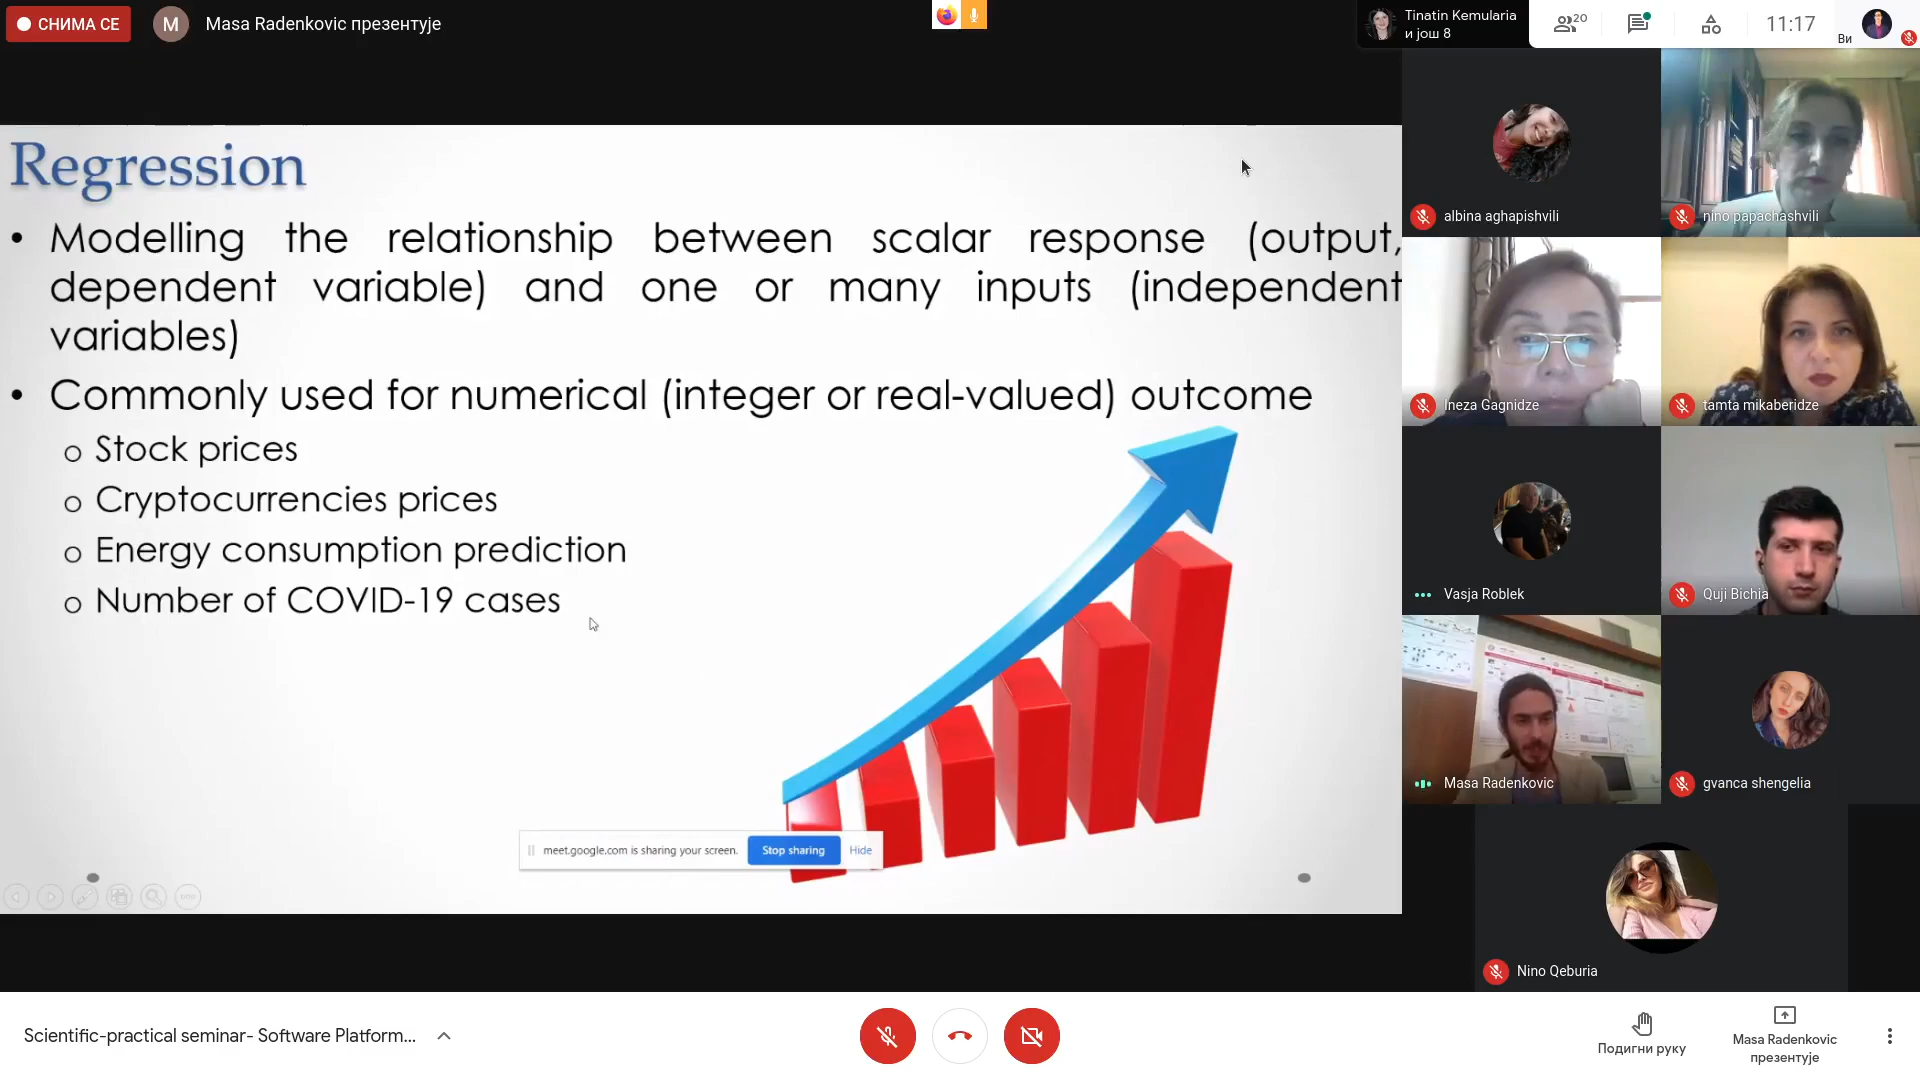 СНИМА СЕ
M
Masa Radenkovic презентује
Tinatin Kemularia
и још 8
20
11:17
Ви
Regression
• Modelling the relationship between scalar response (output,
dependent variable) and one or many inputs (independent
variables)
• Commonly used for numerical (integer or real-valued) outcome
o Stock prices
o Cryptocurrencies prices
o Energy consumption prediction
o Number of COVID-19 cases
meet.google.com is sharing your screen.
Stop sharing
Hide
albina aghapishvili
nino papachashvili
Ineza Gagnidze
tamta mikaberidze
Vasja Roblek
Quji Bichia
Masa Radenkovic
gvanca shengelia
Nino Qeburia
Scientific-practical seminar- Software Platform...
Подигни руку
Masa Radenkovic
презентује